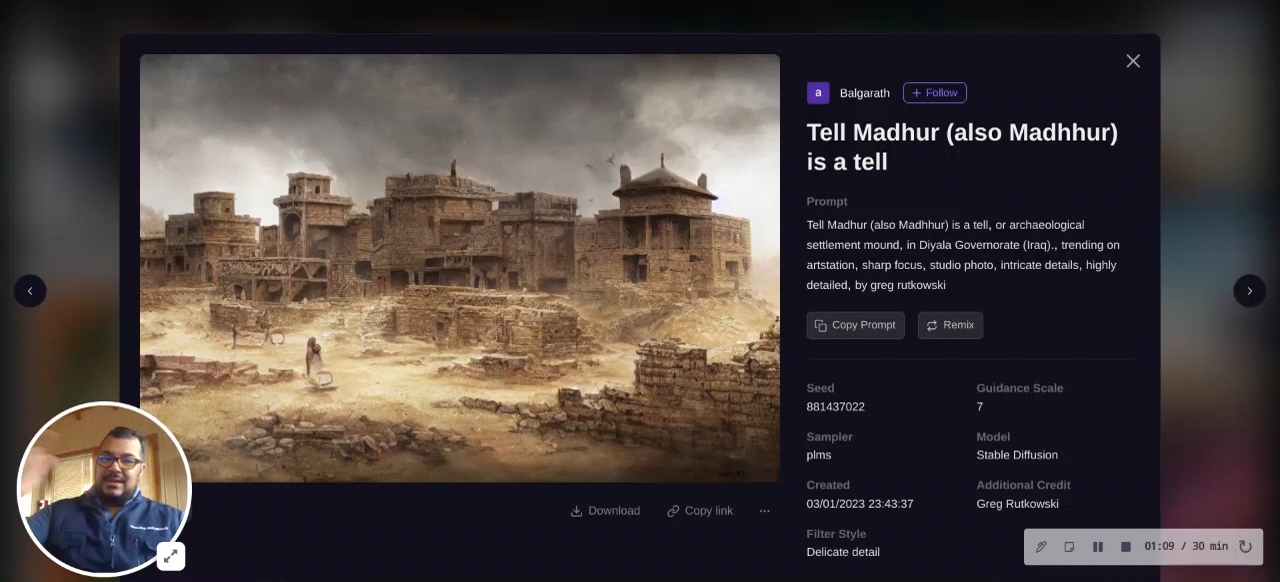 a Balgarath + Follow
Tell Madhur (also Madhhur)
is a tell
Prompt
Tell Madhur (also Madhhur) is a tell, or archaeological
settlement mound, in Diyala Governorate (Iraq)., trending on
artstation, sharp focus, studio photo, intricate details, highly
detailed, by greg rutkowski
Copy Prompt Remix
Seed Guidance Scale
881437022 7
Sampler Model
plms Stable Diffusion
Created Additional Credit
03/01/2023 23:43:37 Greg Rutkowski
Download Copy link ...
Filter Style
Delicate detail
01:09 / 30 min